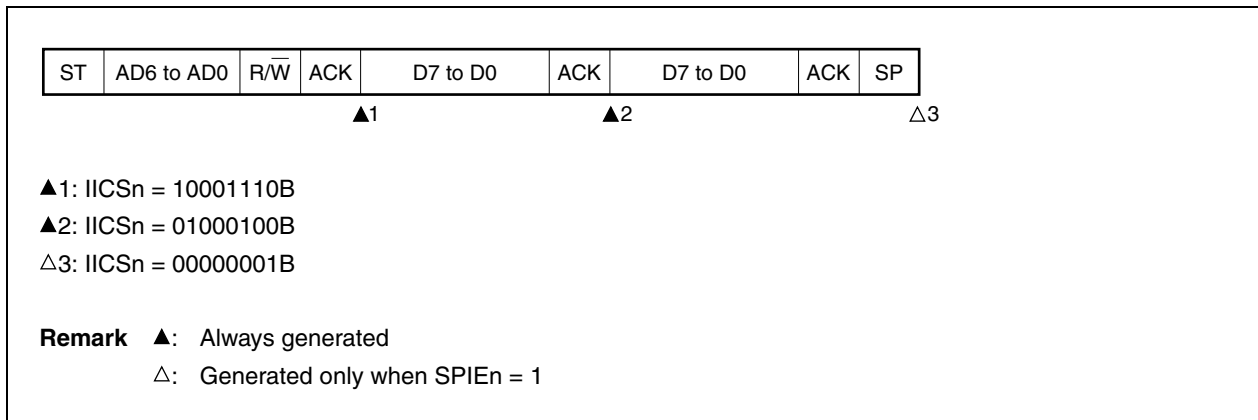 ST AD6 to AD0 R/W̅ ACK D7 to D0 ACK D7 to D0 ACK SP
▲1 ▲2 △3
▲1: IICSn = 10001110B
▲2: IICSn = 01000100B
△3: IICSn = 00000001B
Remark ▲: Always generated
△: Generated only when SPIEn = 1